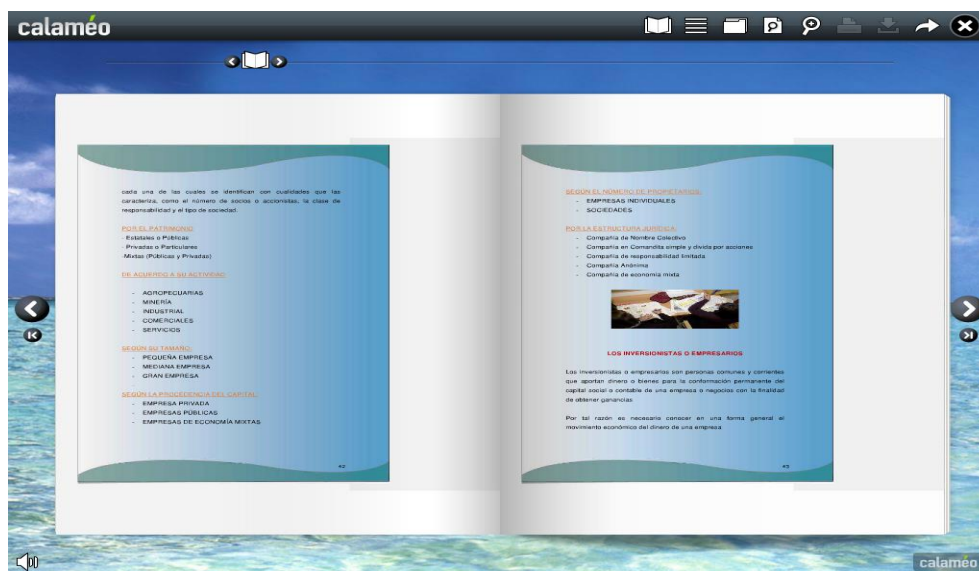 calaméo
cada una de las cuales se identifican con cualidades que las
caracteriza, como el número de socios o accionistas, la clase de
responsabilidad y el tipo de sociedad.
POR EL PATRIMONIO
- Estatales o Públicas
- Privadas o Particulares
-Mixtas (Públicas y Privadas)
DE ACUERDO A SU ACTIVIDAD
- AGROPECUARIAS
- MINERÍA
- INDUSTRIAL
- COMERCIALES
- SERVICIOS
SEGÚN SU TAMAÑO:
- PEQUEÑA EMPRESA
- MEDIANA EMPRESA
- GRAN EMPRESA
SEGÚN LA PROCEDENCIA DEL CAPITAL:
- EMPRESA PRIVADA
- EMPRESAS PÚBLICAS
- EMPRESAS DE ECONOMÍA MIXTAS
42
SEGÚN EL NÚMERO DE PROPIETARIOS:
- EMPRESAS INDIVIDUALES
- SOCIEDADES
POR LA ESTRUCTURA JURÍDICA:
- Compañía de Nombre Colectivo
- Compañía en Comandita simple y divida por acciones
- Compañía de responsabilidad limitada
- Compañía Anónima
- Compañía de economía mixta
LOS INVERSIONISTAS O EMPRESARIOS
Los inversionistas o empresarios son personas comunes y corrientes
que aportan dinero o bienes para la conformación permanente del
capital social o contable de una empresa o negocios con la finalidad
de obtener ganancias
Por tal razón es necesario conocer en una forma general el
movimiento económico del dinero de una empresa
43
calaméo